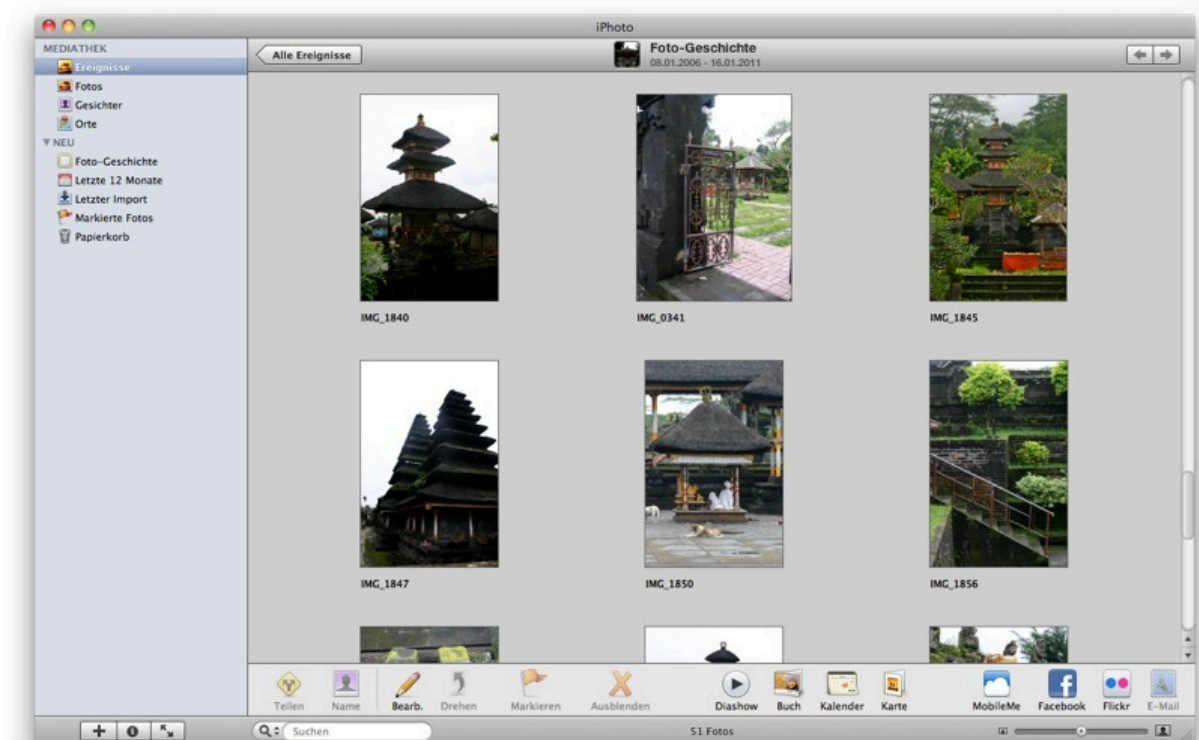 iPhoto
MEDIATHEK
Ereignisse
Fotos
Gesichter
Orte
NEU
Foto-Geschichte
Letzte 12 Monate
Letzter Import
Markierte Fotos
Papierkorb
Alle Ereignisse
Foto-Geschichte
08.01.2006 - 16.01.2011
IMG_1840
IMG_0341
IMG_1845
IMG_1847
IMG_1850
IMG_1856
Teilen
Name
Bearb.
Drehen
Markieren
Ausblenden
Diashow
Buch
Kalender
Karte
MobileMe
Facebook
Flickr
E-Mail
Suchen
51 Fotos